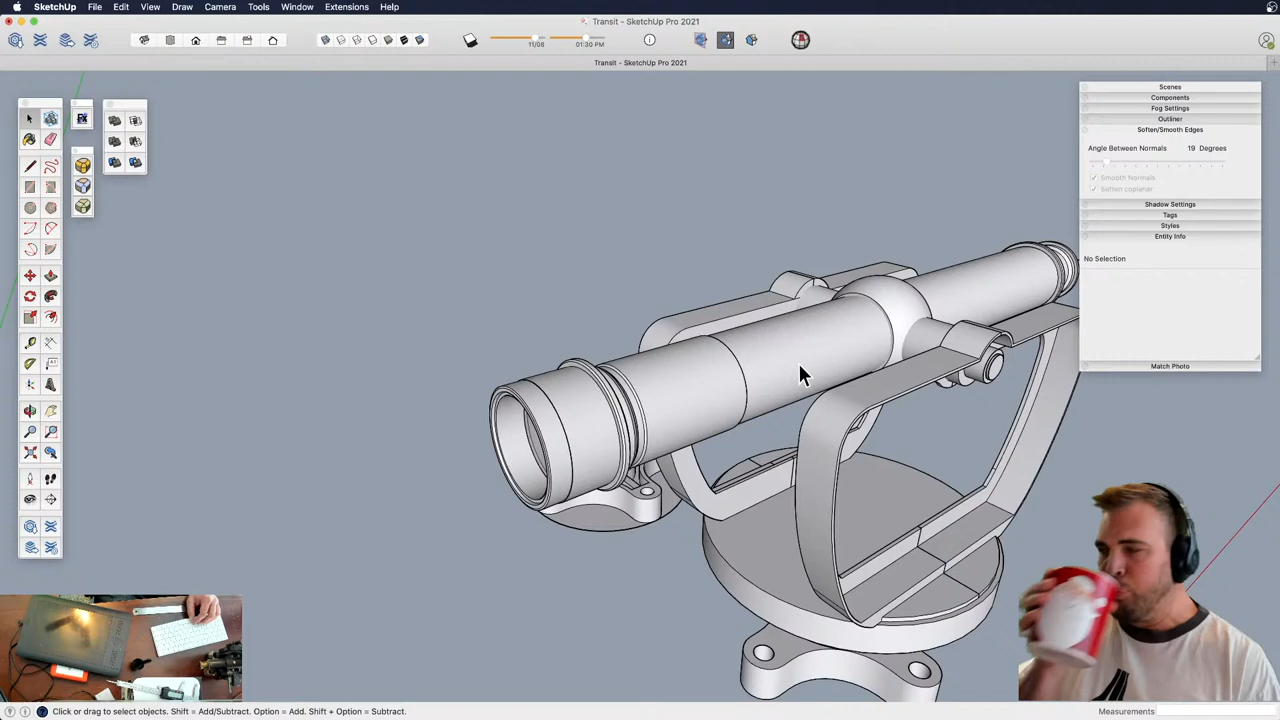 SketchUp File Edit View Draw Camera Tools Window Extensions Help
Transit - SketchUp Pro 2021
11/08 01:30 PM
Transit - SketchUp Pro 2021
Scenes
Components
Fog Settings
Outliner
Soften/Smooth Edges
Angle Between Normals 19 Degrees
Smooth Normals
Soften coplanar
Shadow Settings
Tags
Styles
Entity Info
No Selection
Match Photo
Click or drag to select objects. Shift = Add/Subtract. Option = Add. Shift + Option = Subtract.
Measurements